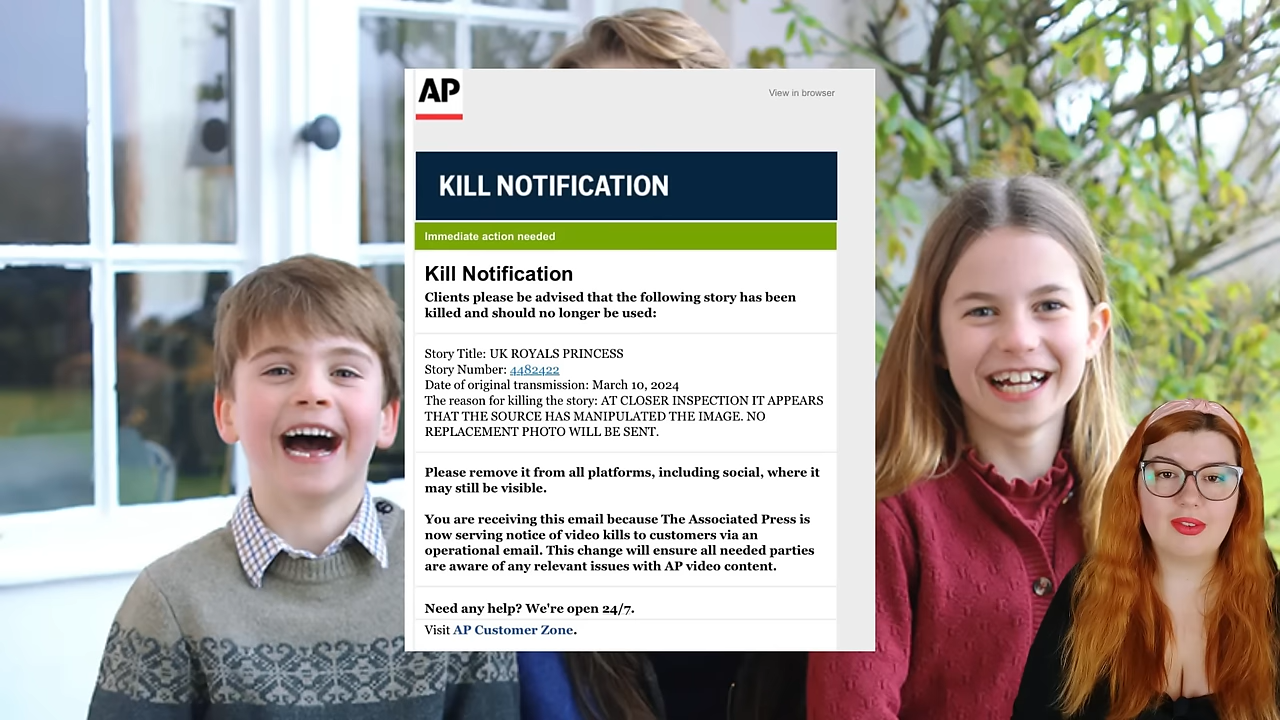 AP
View in browser
KILL NOTIFICATION
Immediate action needed
Kill Notification
Clients please be advised that the following story has been
killed and should no longer be used:
Story Title: UK ROYALS PRINCESS
Story Number: 4482422
Date of original transmission: March 10, 2024
The reason for killing the story: AT CLOSER INSPECTION IT APPEARS
THAT THE SOURCE HAS MANIPULATED THE IMAGE. NO
REPLACEMENT PHOTO WILL BE SENT.
Please remove it from all platforms, including social, where it
may still be visible.
You are receiving this email because The Associated Press is
now serving notice of video kills to customers via an
operational email. This change will ensure all needed parties
are aware of any relevant issues with AP video content.
Need any help? We're open 24/7.
Visit AP Customer Zone.